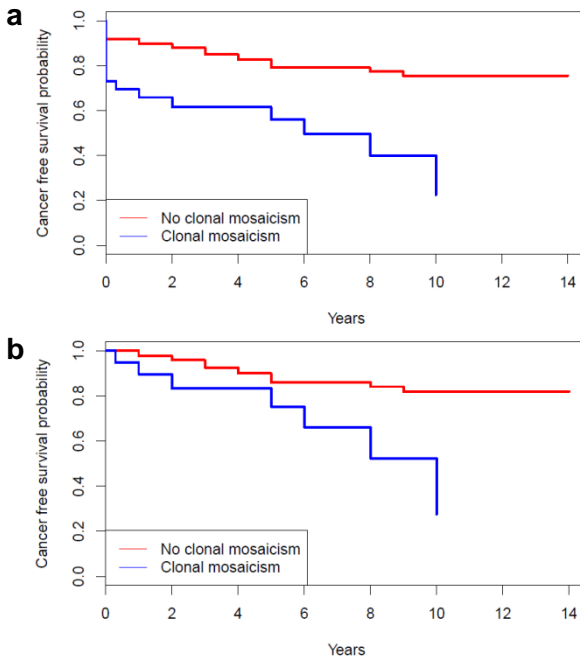 a
Cancer free survival probability
1.0
0.8
0.6
0.4
0.2
0.0
No clonal mosaicism
Clonal mosaicism
0 2 4 6 8 10 12 14
Years
b
Cancer free survival probability
1.0
0.8
0.6
0.4
0.2
0.0
No clonal mosaicism
Clonal mosaicism
0 2 4 6 8 10 12 14
Years